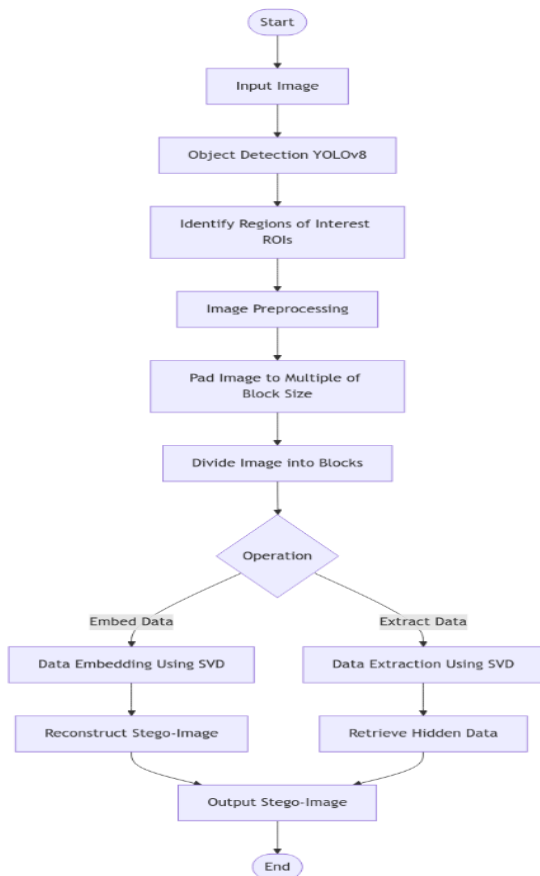 Start
Input Image
Object Detection YOLOv8
Identify Regions of Interest
ROIs
Image Preprocessing
Pad Image to Multiple of
Block Size
Divide Image into Blocks
Operation
Embed Data
Extract Data
Data Embedding Using SVD
Data Extraction Using SVD
Reconstruct Stego-Image
Retrieve Hidden Data
Output Stego-Image
End